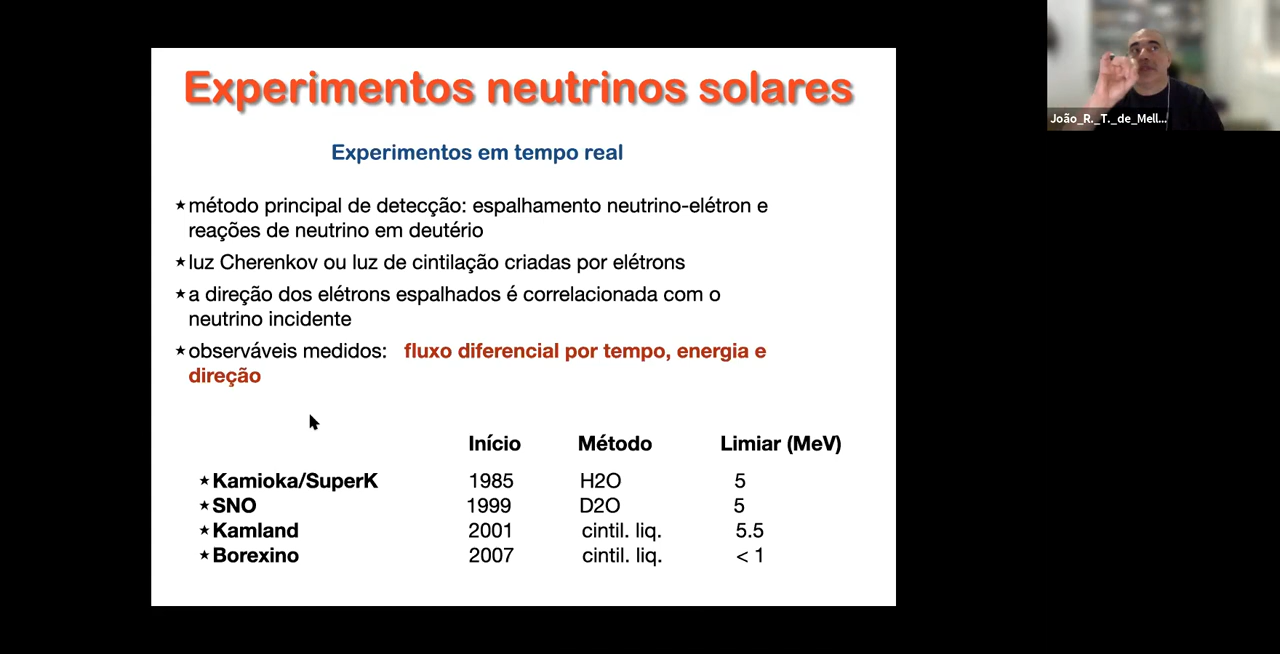 Experimentos neutrinos solares
Experimentos em tempo real
★método principal de detecção: espalhamento neutrino-elétron e
reações de neutrino em deutério
★luz Cherenkov ou luz de cintilação criadas por elétrons
★a direção dos elétrons espalhados é correlacionada com o
neutrino incidente
★observáveis medidos: fluxo diferencial por tempo, energia e
direção
Início Método Limiar (MeV)
★Kamioka/SuperK 1985 H2O 5
★SNO 1999 D2O 5
★Kamland 2001 cintil. liq. 5.5
★Borexino 2007 cintil. liq. < 1
João_R._T._de_Mell...